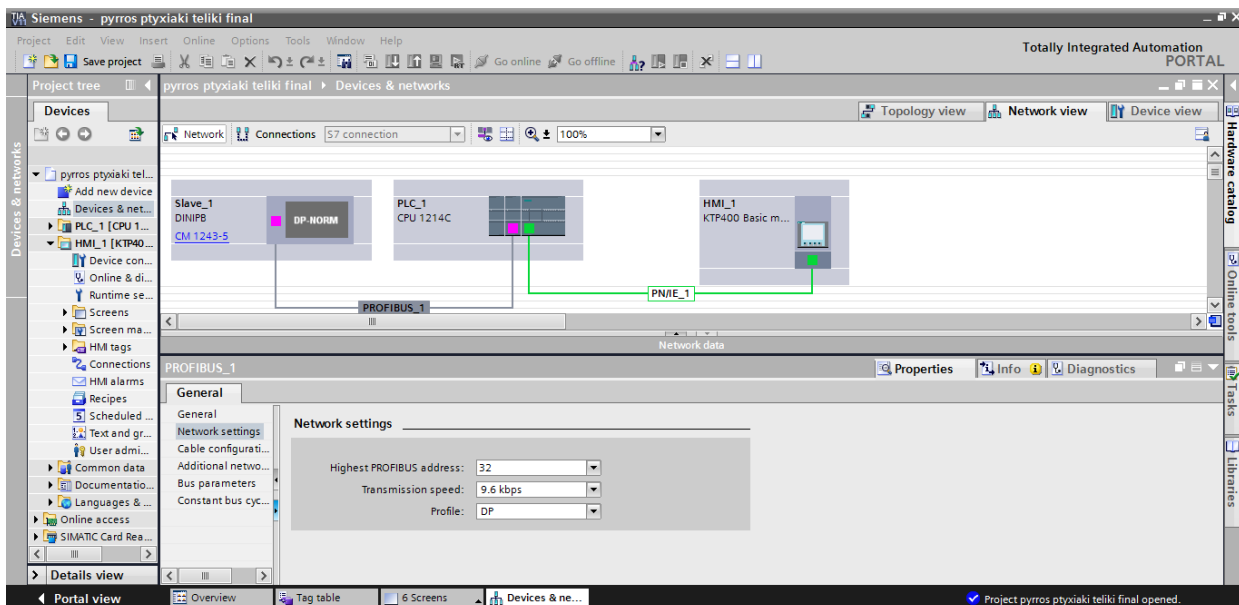 Siemens - pyrros ptyxiaki teliki final
Project Edit View Insert Online Options Tools Window Help
Totally Integrated Automation
PORTAL
Save project Go online Go offline
Project tree
pyrros ptyxiaki teliki final Devices & networks
Devices
Topology view Network view Device view
Network Connections S7 connection 100%
Devices & networks
pyrros ptyxiaki tel...
Add new device
Devices & net...
PLC_1 [CPU 1...
HMI_1 [KTP40...
Device con...
Online & di...
Runtime se...
Screens
Screen ma...
HMI tags
Connections
HMI alarms
Recipes
Scheduled ...
Text and gr...
User admi...
Common data
Documentatio...
Languages & ...
Online access
SIMATIC Card Rea...
Details view
Slave_1
DINIPB
CM 1243-5
DP-NORM
PLC_1
CPU 1214C
HMI_1
KTP400 Basic m...
PN/IE_1
PROFIBUS_1
Network data
PROFIBUS_1
Properties Info Diagnostics
General
General
Network settings
Cable configurati...
Additional netwo...
Bus parameters
Constant bus cyc...
Network settings
Highest PROFIBUS address: 32
Transmission speed: 9.6 kbps
Profile: DP
Hardware catalog
Online tools
Tasks
Libraries
Portal view Overview Tag table 6 Screens Devices & ne...
Project pyrros ptyxiaki teliki final opened.